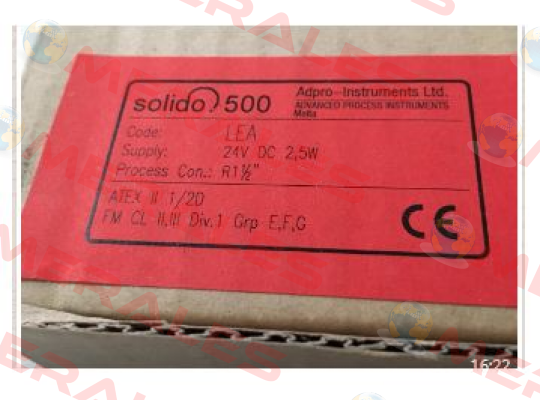 solido 500
Adpro-Instruments Ltd.
ADVANCED PROCESS INSTRUMENTS
Malta
Code: LEA
Supply: 24V DC 2,5W
Process Con.: R1½"
ATEX II 1/2D
FM CL II,III Div.1 Grp E,F,G
CE
16:22